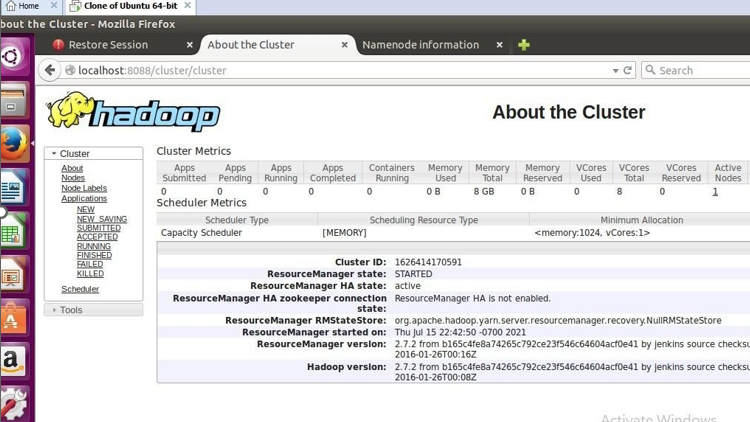 Home
Clone of Ubuntu 64-bit
bout the Cluster - Mozilla Firefox
Restore Session
About the Cluster
Namenode information
localhost:8088/cluster/cluster
Search
hadoop
About the Cluster
Cluster
About
Nodes
Node Labels
Applications
NEW
NEW_SAVING
SUBMITTED
ACCEPTED
RUNNING
FINISHED
FAILED
KILLED
Scheduler
Tools
Cluster Metrics
Apps Submitted Apps Pending Apps Running Apps Completed Containers Running Memory Used Memory Total Memory Reserved VCores Used VCores Total VCores Reserved Active Nodes
0 0 0 0 0 0 B 8 GB 0 B 0 8 0 1
Scheduler Metrics
Scheduler Type Scheduling Resource Type Minimum Allocation
Capacity Scheduler [MEMORY] <memory:1024, vCores:1>
Cluster ID: 1626414170591
ResourceManager state: STARTED
ResourceManager HA state: active
ResourceManager HA zookeeper connection state: ResourceManager HA is not enabled.
ResourceManager RMStateStore: org.apache.hadoop.yarn.server.resourcemanager.recovery.NullRMStateStore
ResourceManager started on: Thu Jul 15 22:42:50 -0700 2021
ResourceManager version: 2.7.2 from b165c4fe8a74265c792ce23f546c64604acf0e41 by jenkins source checksu
2016-01-26T00:16Z
Hadoop version: 2.7.2 from b165c4fe8a74265c792ce23f546c64604acf0e41 by jenkins source checksu
2016-01-26T00:08Z
Activate Windows